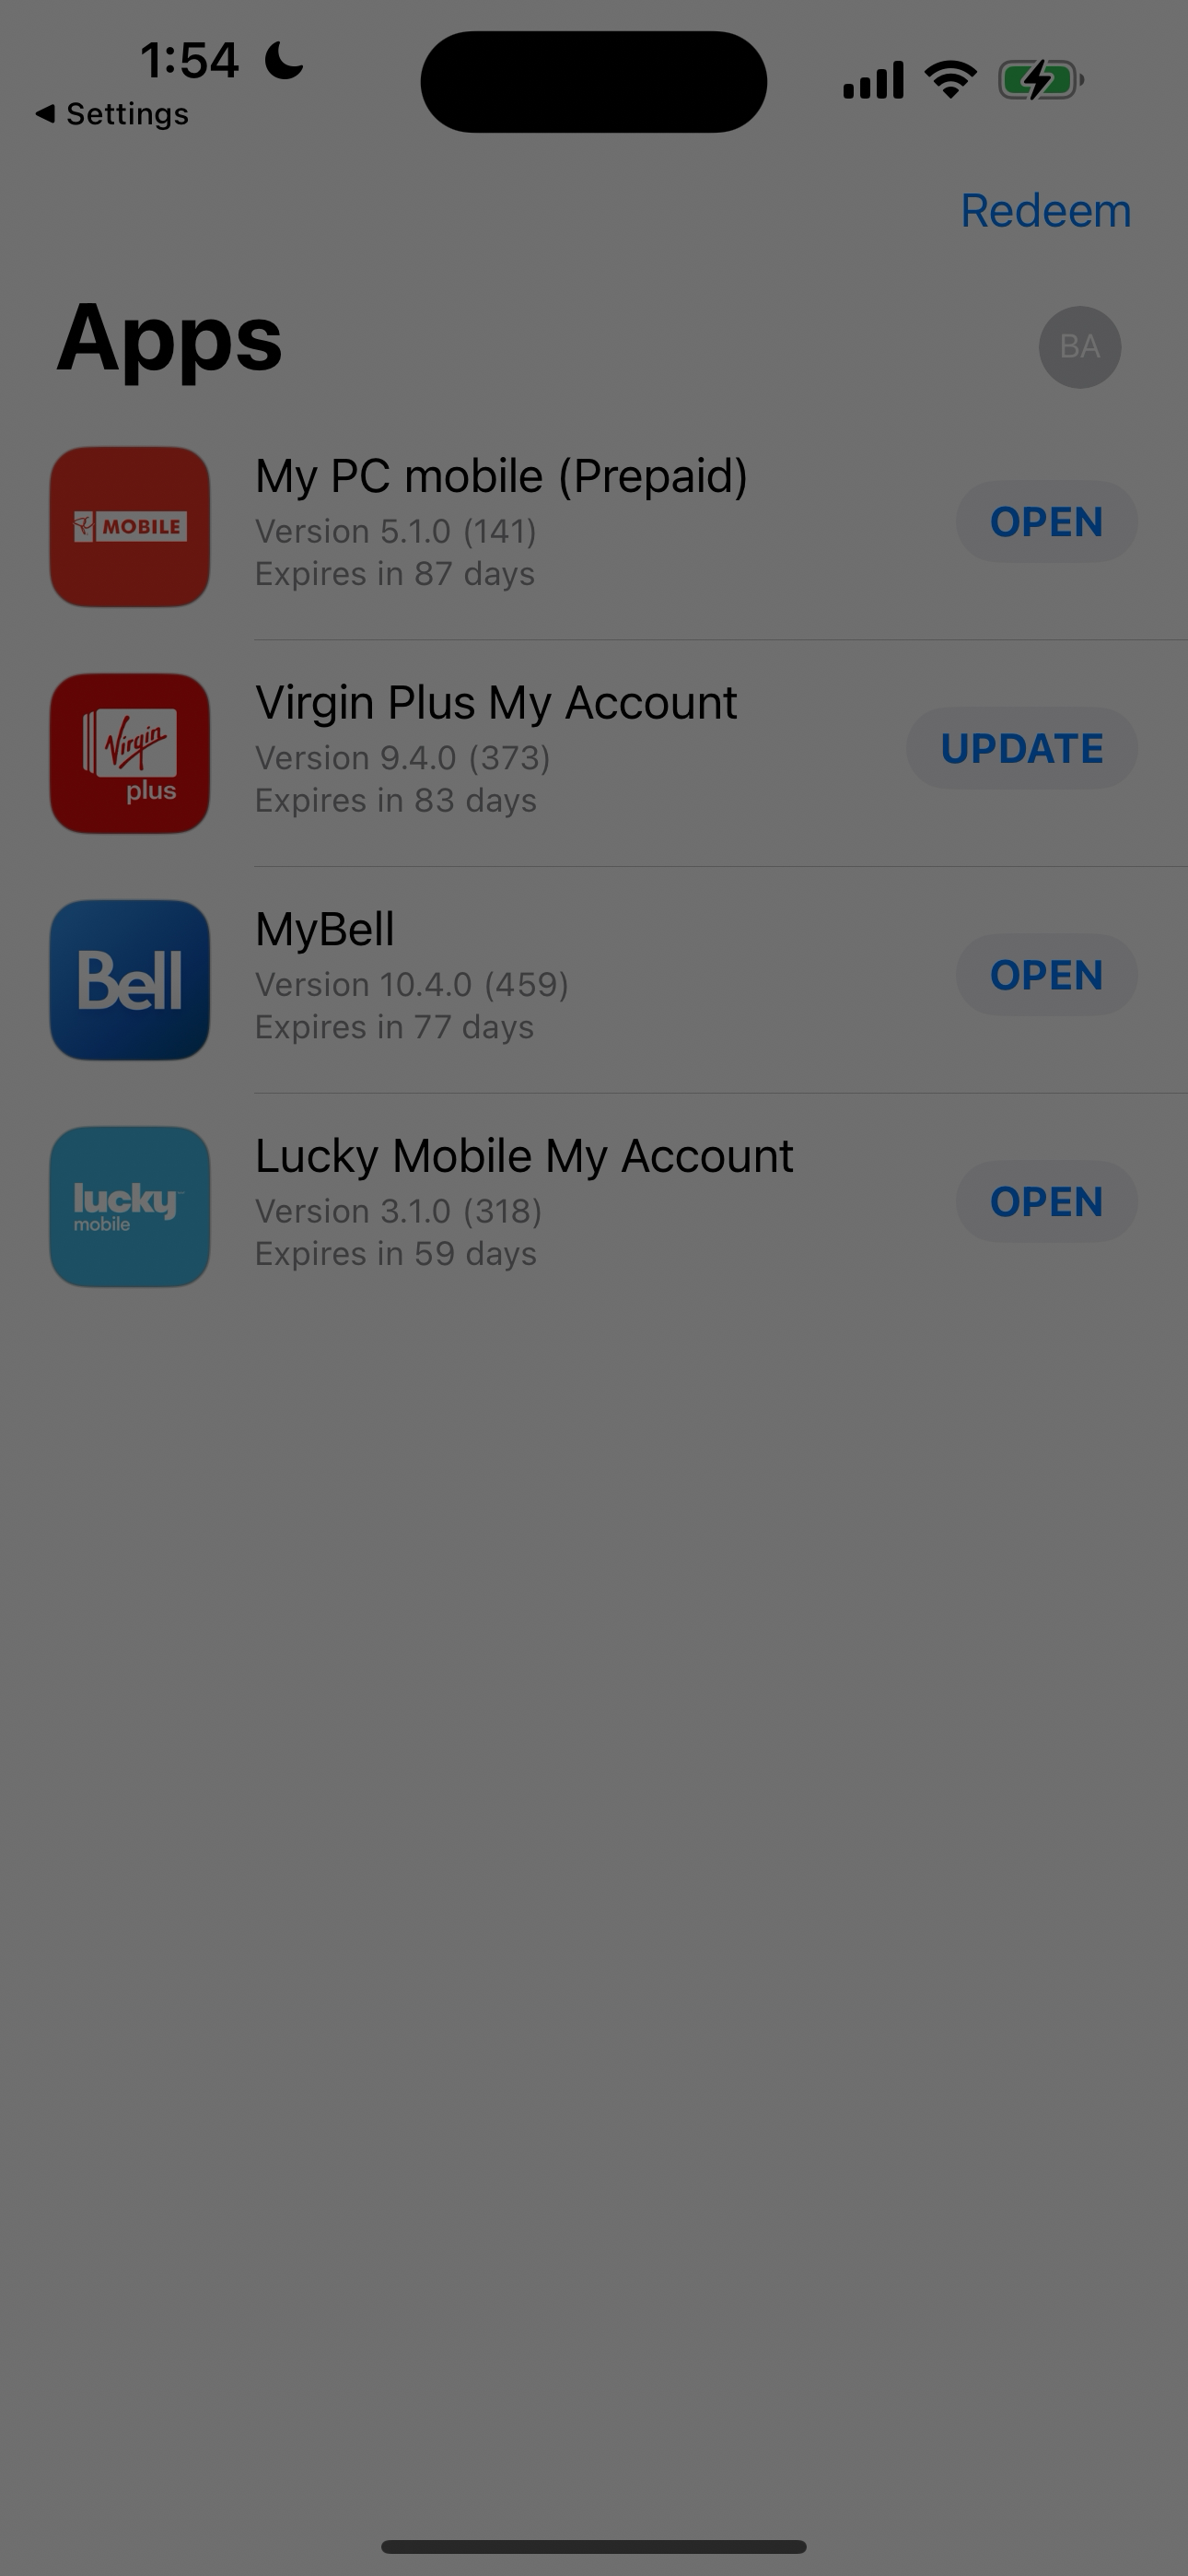 1:54
Settings
Redeem
Apps
BA
MOBILE
My PC mobile (Prepaid)
Version 5.1.0 (141)
Expires in 87 days
OPEN
Virgin
plus
Virgin Plus My Account
Version 9.4.0 (373)
Expires in 83 days
UPDATE
Bell
MyBell
Version 10.4.0 (459)
Expires in 77 days
OPEN
lucky
mobile
Lucky Mobile My Account
Version 3.1.0 (318)
Expires in 59 days
OPEN